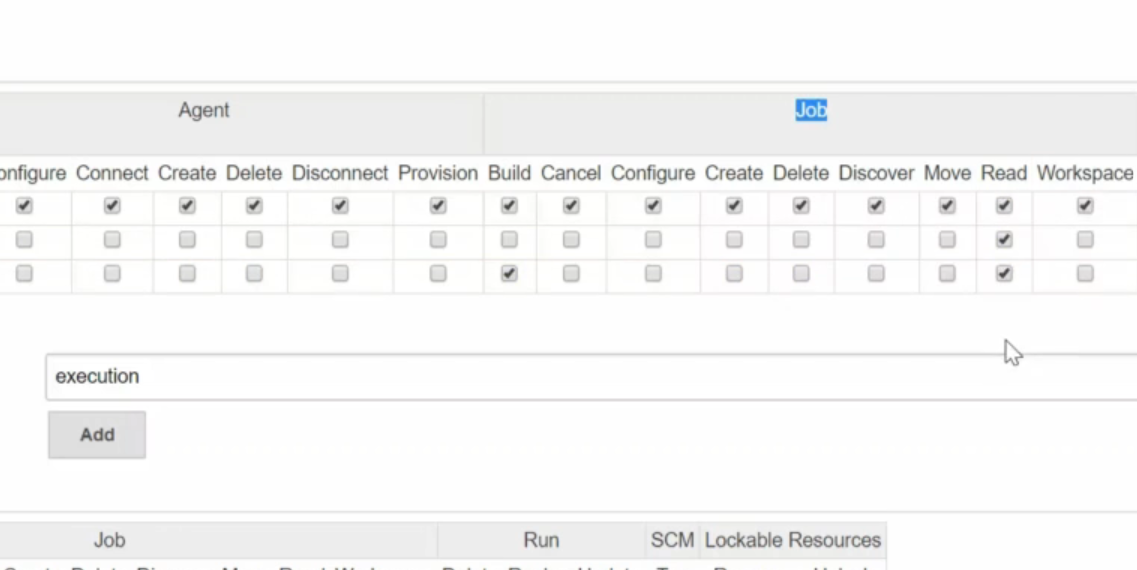 Agent Job
onfigure Connect Create Delete Disconnect Provision Build Cancel Configure Create Delete Discover Move Read Workspace
execution
Add
Job Run SCM Lockable Resources